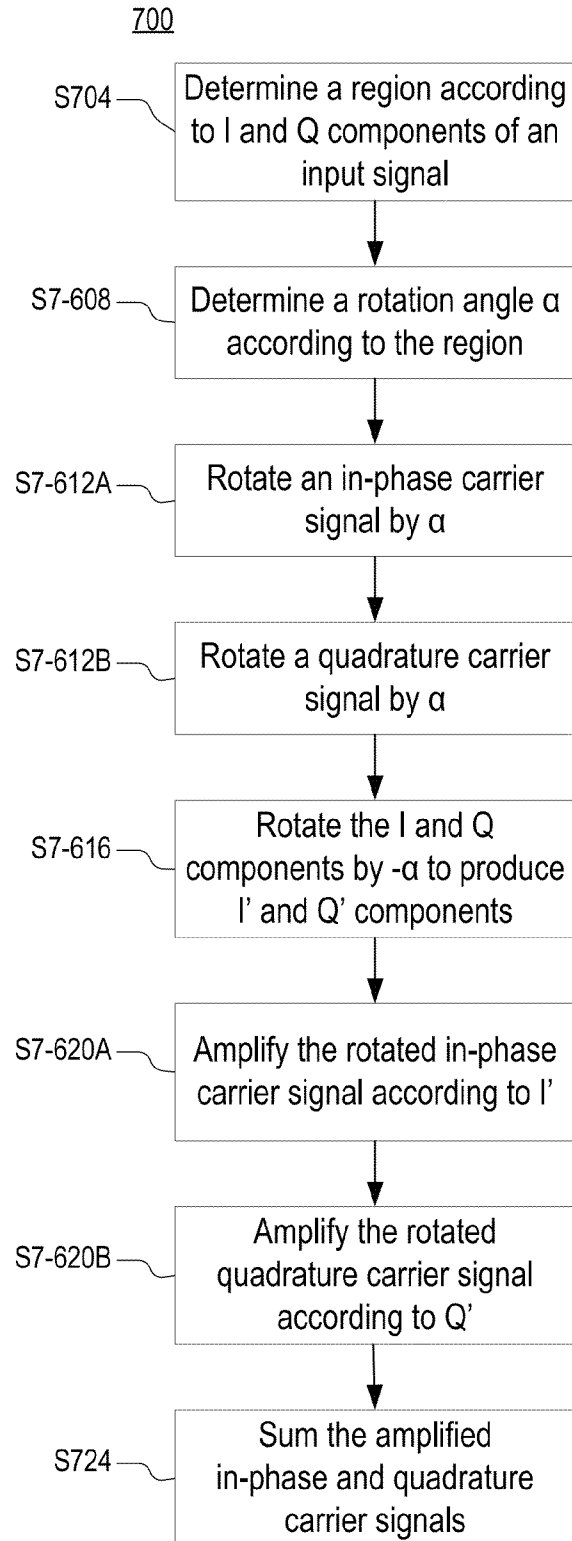 700
S704
Determine a region according
to I and Q components of an
input signal
S7-608
Determine a rotation angle α
according to the region
S7-612A
Rotate an in-phase carrier
signal by α
S7-612B
Rotate a quadrature carrier
signal by α
S7-616
Rotate the I and Q
components by -α to produce
I’ and Q’ components
S7-620A
Amplify the rotated in-phase
carrier signal according to I’
S7-620B
Amplify the rotated
quadrature carrier signal
according to Q’
S724
Sum the amplified
in-phase and quadrature
carrier signals